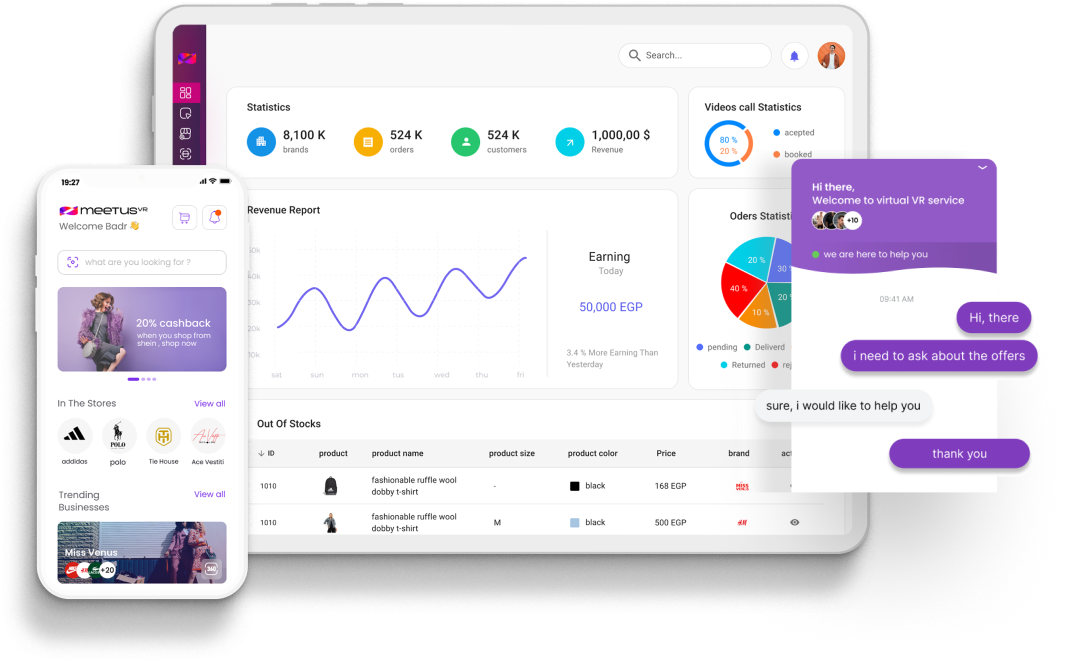 Search...
Statistics
8,100 K
brands
524 K
orders
524 K
customers
1,000,00 $
Revenue
Videos call Statistics
80 %
20 %
acepted
booked
Revenue Report
40k
30k
20k
10k
sat
sun
mon
tus
wed
thu
fri
Earning
Today
50,000 EGP
3.4 % More Earning Than
Yesterday
Oders Statisti
20 %
30
40 %
20
10 %
pending
Deliverd
Returned
rej
Out Of Stocks
ID
product
product name
product size
product color
Price
brand
act
1010
fashionable ruffle wool
dobby t-shirt
-
black
168 EGP
MISS
1010
fashionable ruffle wool
dobby t-shirt
M
black
500 EGP
H&M
19:27
meetus VR
Welcome Badr 👋
what are you looking for ?
20% cashback
when you shop from
shein , shop now
In The Stores
View all
POLO
TH
addidas
polo
Tie House
Ace Vestiti
Trending
View all
Businesses
Miss Venus
+20
360
Hi there,
Welcome to virtual VR service
+10
we are here to help you
09:41 AM
Hi, there
i need to ask about the offers
sure, i would like to help you
thank you